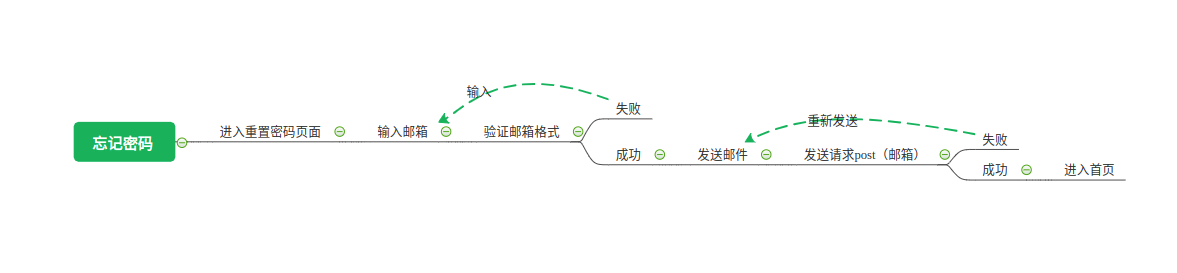 忘记密码
进入重置密码页面
输入邮箱
验证邮箱格式
输入
失败
成功
发送邮件
发送请求post（邮箱）
重新发送
失败
成功
进入首页